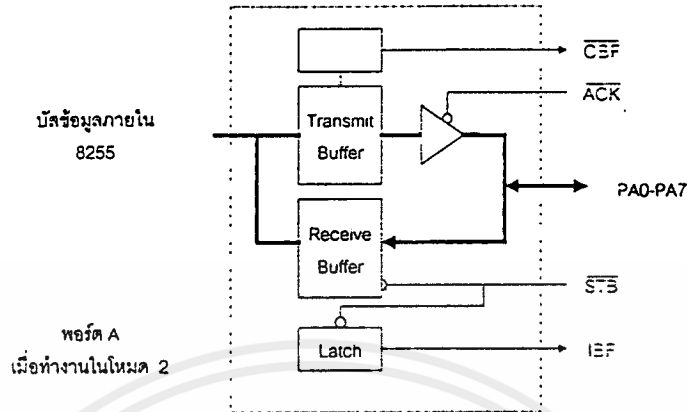 บัสข้อมูลภายใน
8255
Transmit
Buffer
ACK
PA0-PA7
Receive
Buffer
STB
พอร์ต A
เมื่อทำงานในโหมด 2
Latch